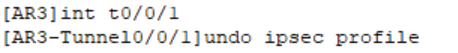 [AR3]int t0/0/1
[AR3-Tunnel0/0/1]undo ipsec profile